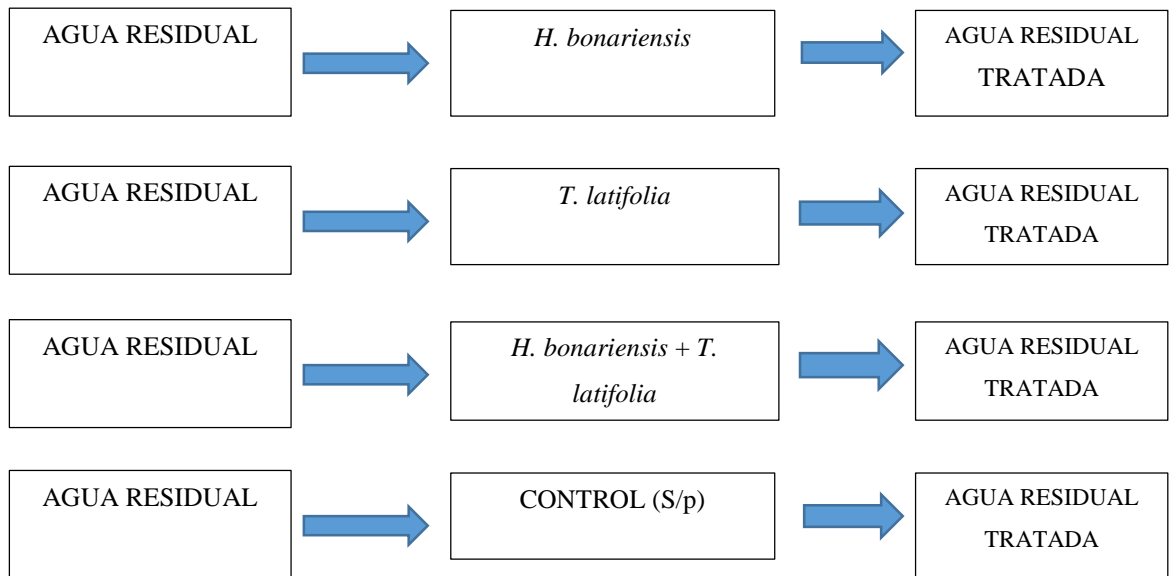 AGUA RESIDUAL
H. bonariensis
AGUA RESIDUAL
TRATADA
AGUA RESIDUAL
T. latifolia
AGUA RESIDUAL
TRATADA
AGUA RESIDUAL
H. bonariensis + T.
latifolia
AGUA RESIDUAL
TRATADA
AGUA RESIDUAL
CONTROL (S/p)
AGUA RESIDUAL
TRATADA